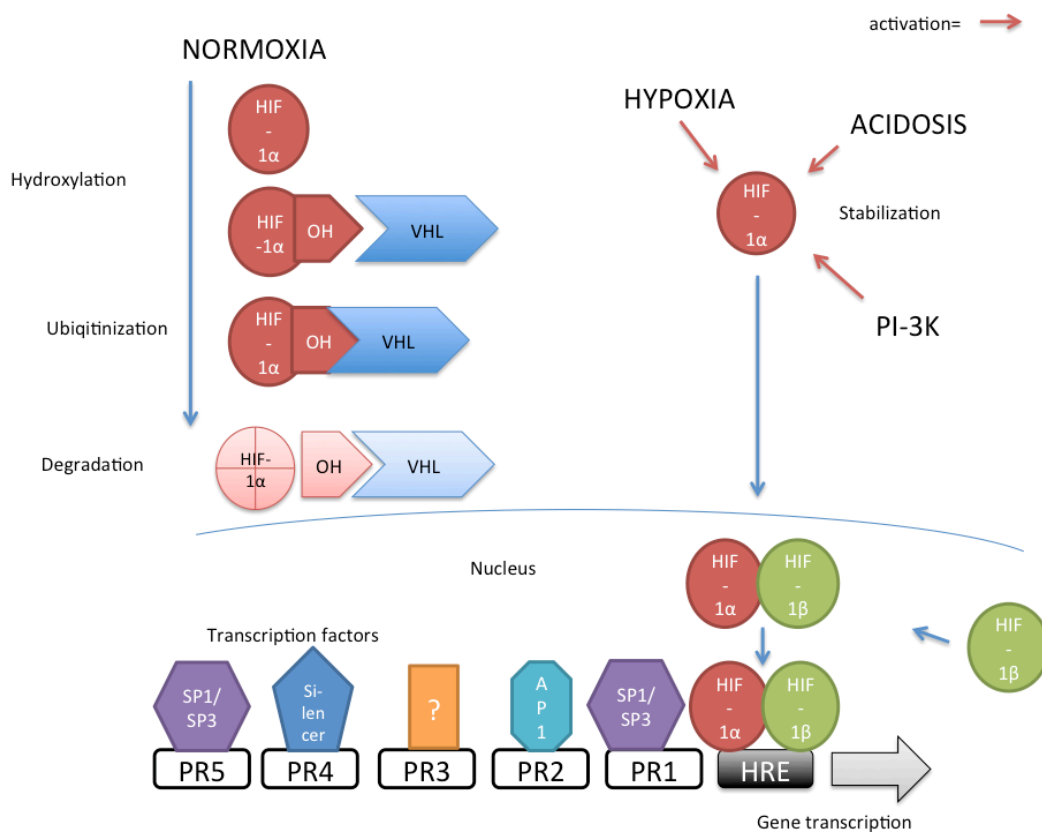 activation=
NORMOXIA
HIF
-
1α
Hydroxylation
HIF
-1α
OH
VHL
Ubiqitinization
HIF
-
1α
OH
VHL
Degradation
HIF-
1α
OH
VHL
HYPOXIA
ACIDOSIS
HIF
-
1α
Stabilization
PI-3K
Nucleus
HIF
-
1α
HIF
-
1β
HIF
-
1β
Transcription factors
SP1/
SP3
Si-
len
cer
?
A
P
1
SP1/
SP3
HIF
-
1α
HIF
-
1β
PR5
PR4
PR3
PR2
PR1
HRE
Gene transcription